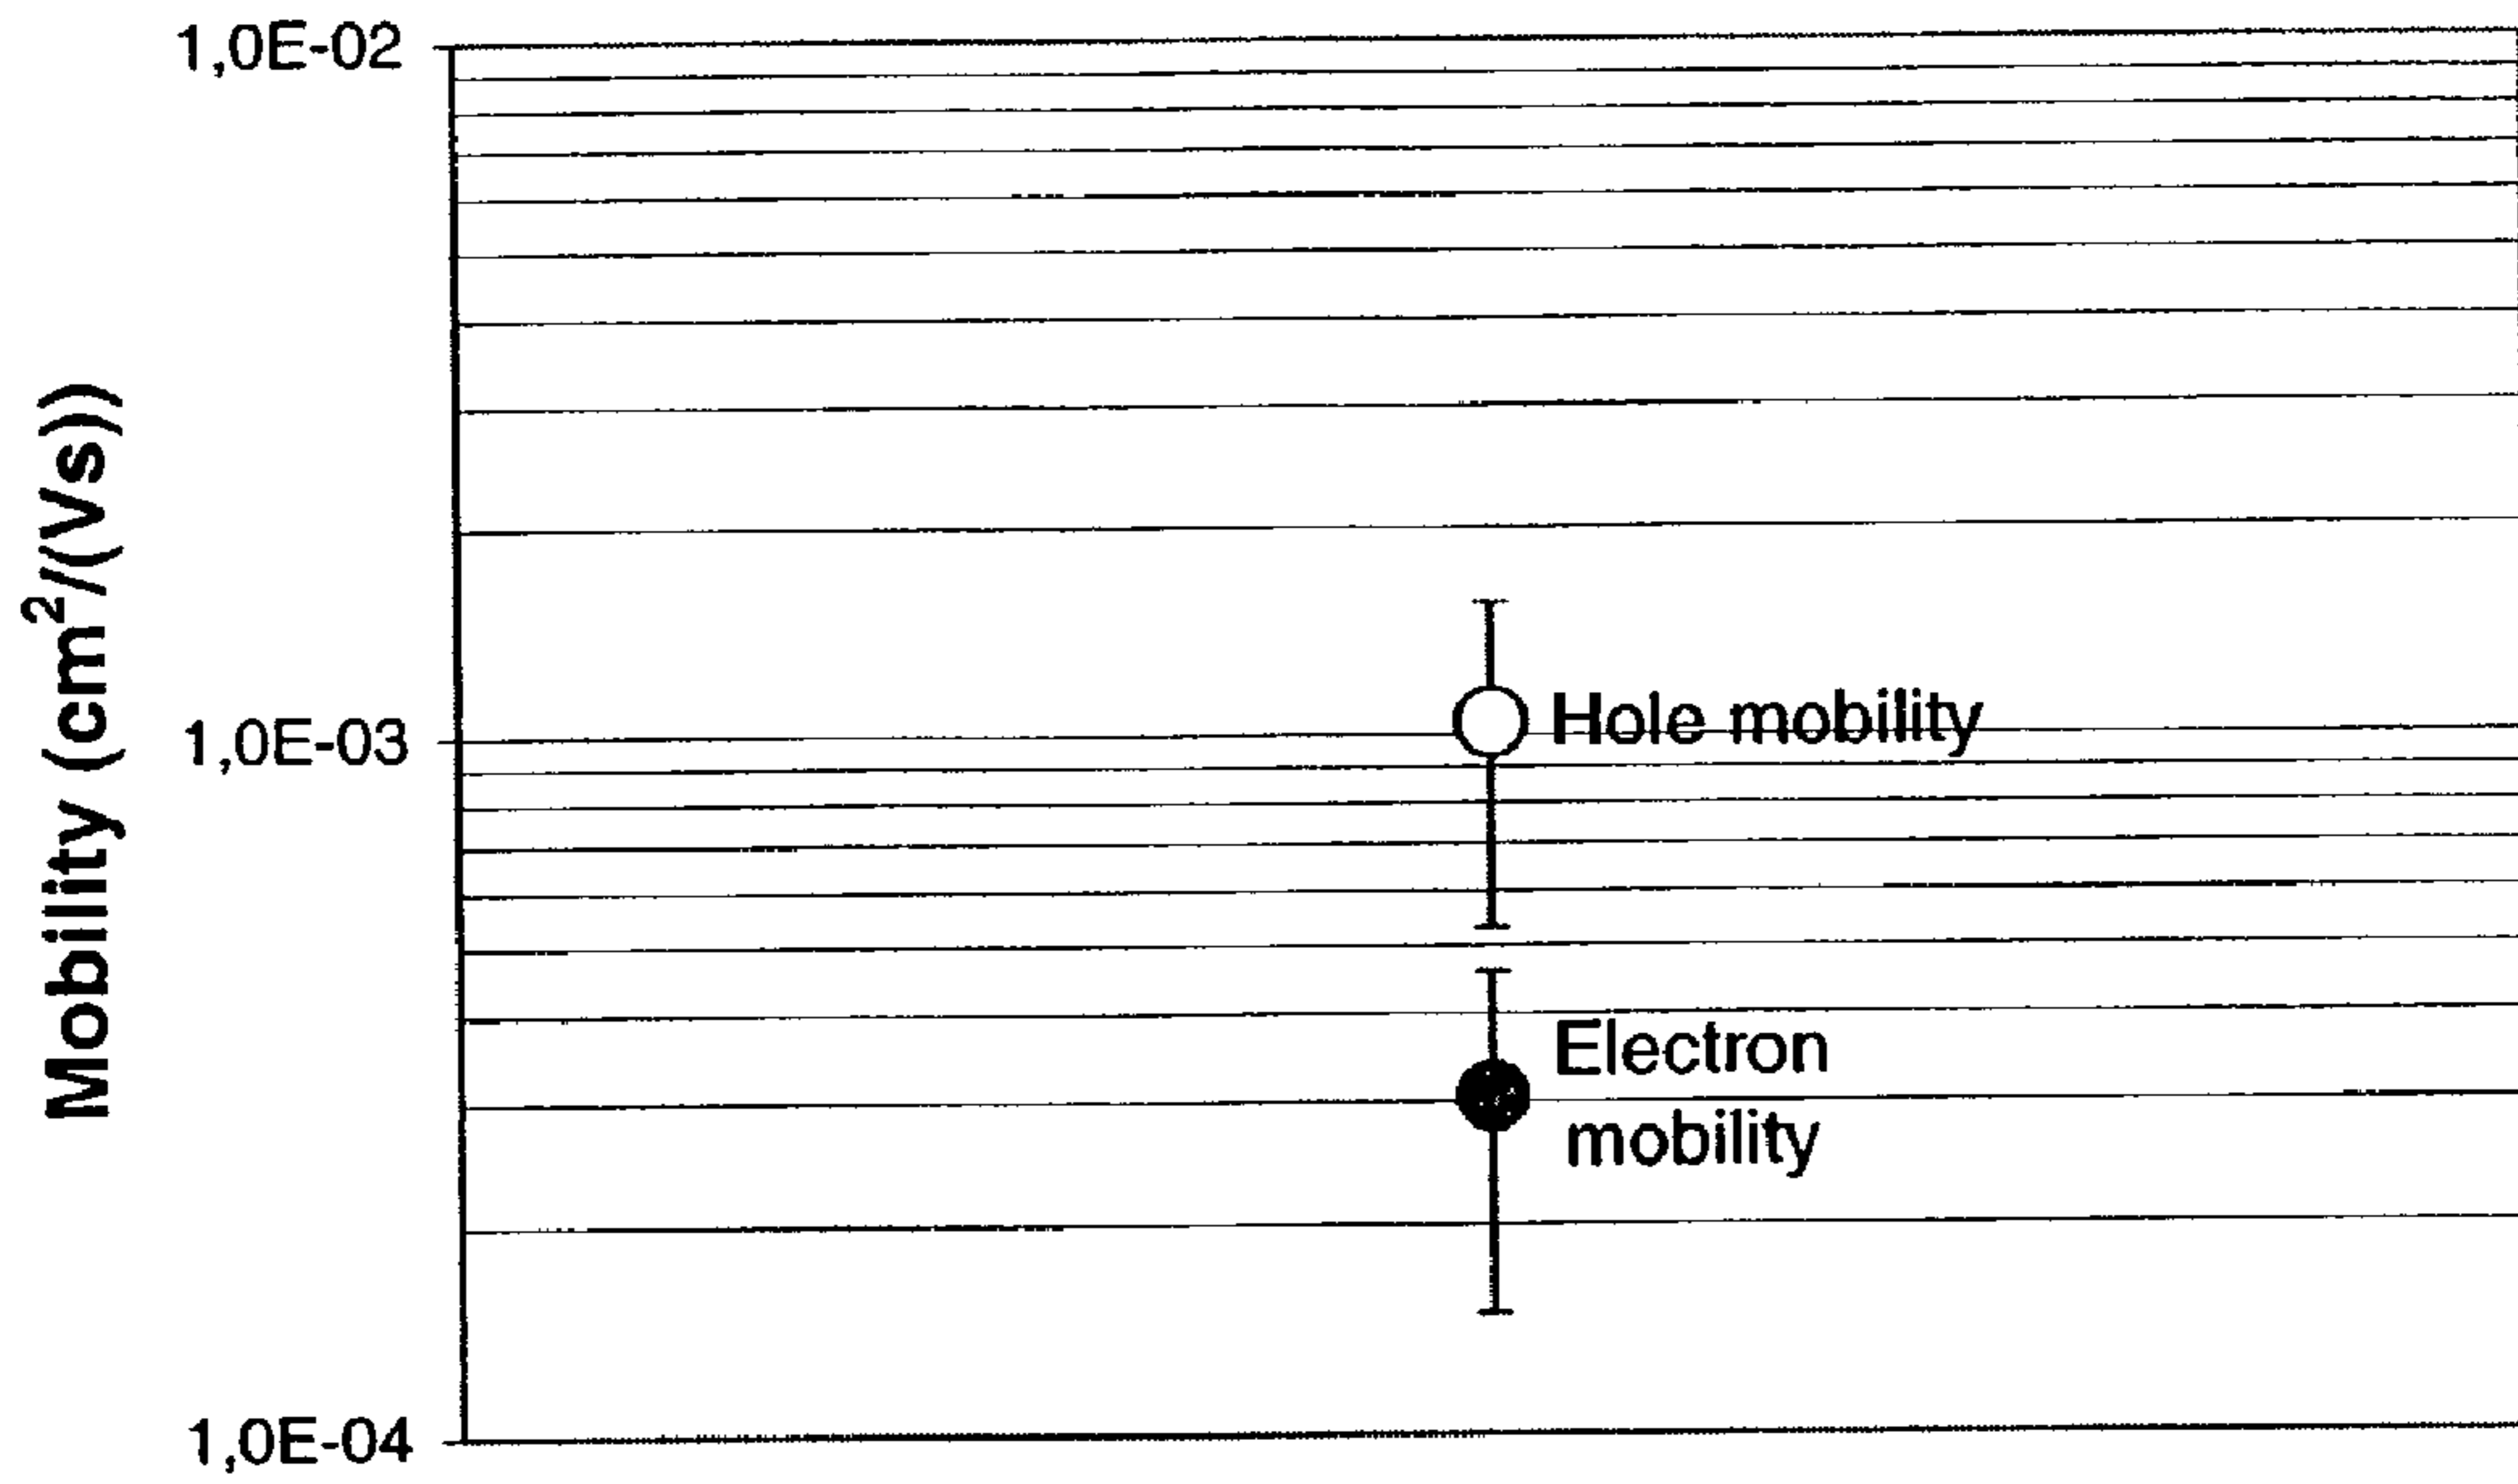 1,0E-02
Mobility (cm²/(Vs))
Hole mobility
1,0E-03
Electron
mobility
1,0E-04